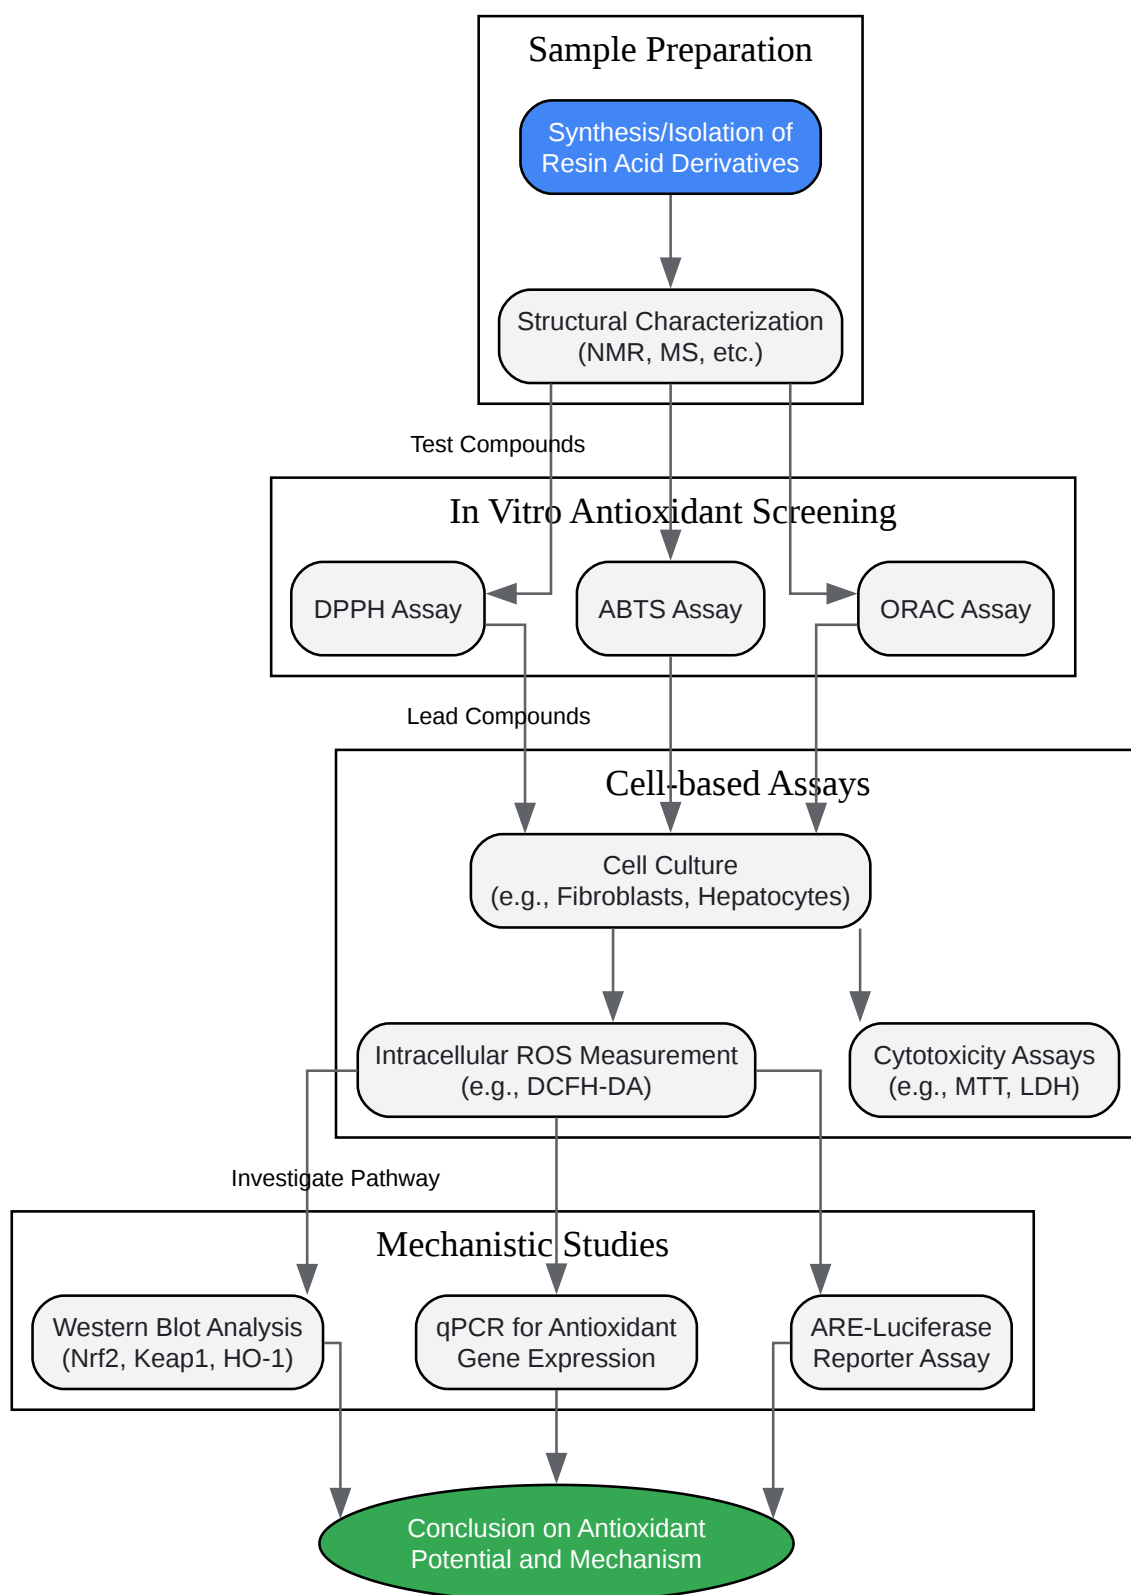 Sample Preparation
Synthesis/Isolation of
Resin Acid Derivatives
Structural Characterization
(NMR, MS, etc.)
Test Compounds
In Vitro Antioxidant Screening
DPPH Assay
ABTS Assay
ORAC Assay
Lead Compounds
Cell-based Assays
Cell Culture
(e.g., Fibroblasts, Hepatocytes)
Intracellular ROS Measurement
(e.g., DCFH-DA)
Cytotoxicity Assays
(e.g., MTT, LDH)
Investigate Pathway
Mechanistic Studies
Western Blot Analysis
(Nrf2, Keap1, HO-1)
qPCR for Antioxidant
Gene Expression
ARE-Luciferase
Reporter Assay
Conclusion on Antioxidant
Potential and Mechanism